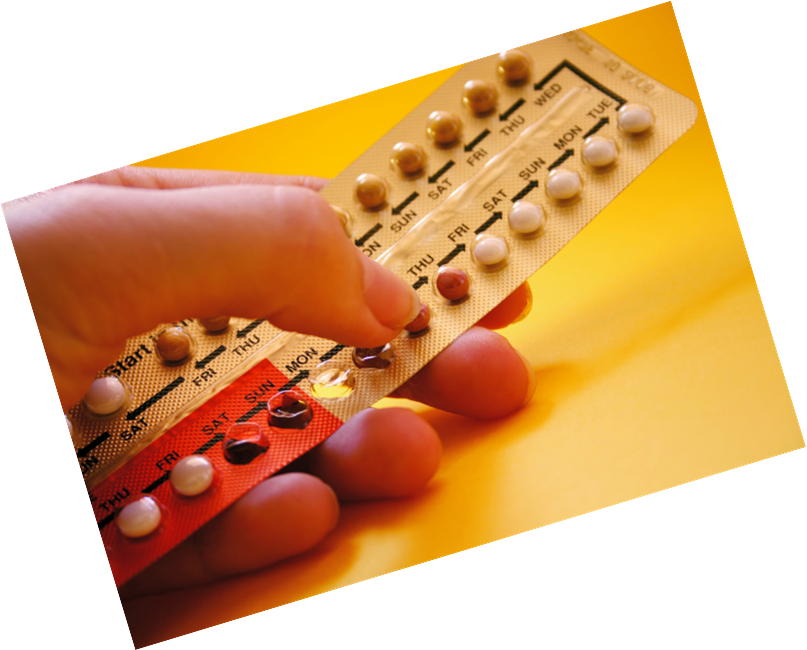 WED
THU
FRI
SAT
SUN
THU
FRI
SAT
SUN
MON
TUE
Start
FRI
THU
SAT
THU
FRI
SAT
SUN
MON